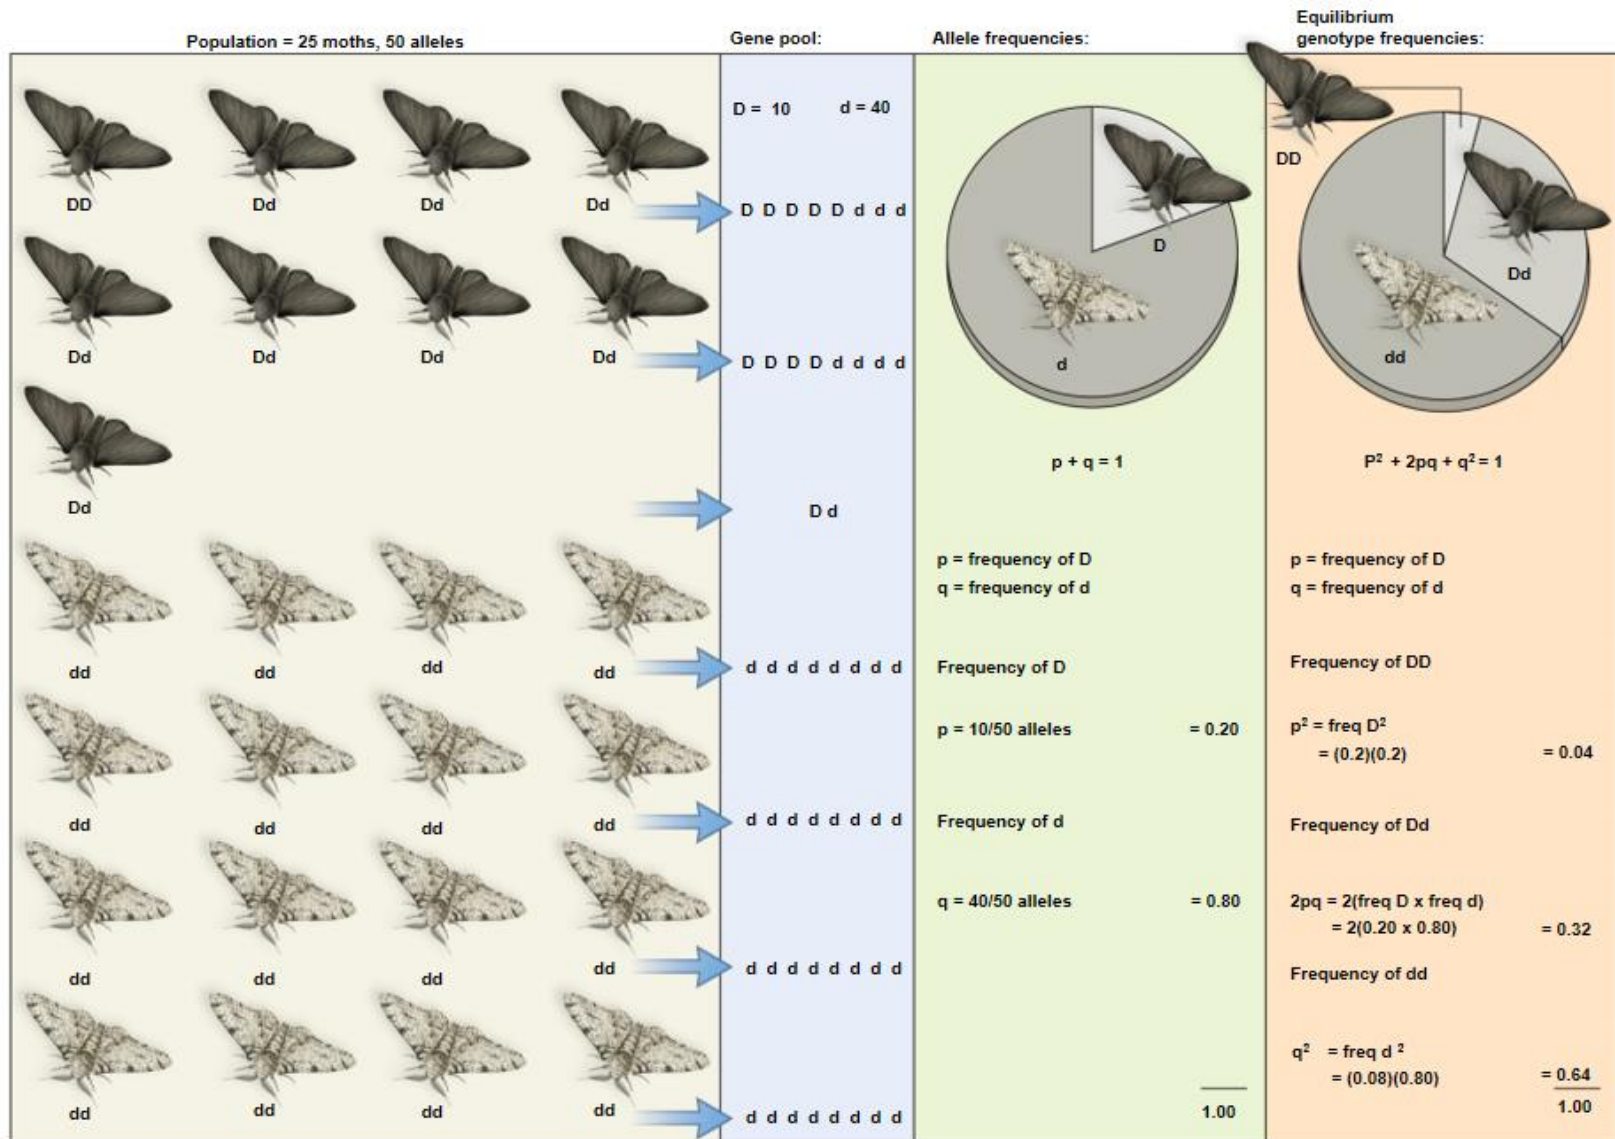 Population = 25 moths, 50 alleles
Gene pool:
Allele frequencies:
Equilibrium
genotype frequencies:
D = 10 d = 40
DD Dd Dd Dd
D D D D D d d d
Dd Dd Dd Dd
D D D D d d d d
Dd
D d
dd dd dd dd
d d d d d d d d
dd dd dd dd
d d d d d d d d
dd dd dd dd
d d d d d d d d
dd dd dd dd
d d d d d d d d
D
d
p + q = 1
p = frequency of D
q = frequency of d
Frequency of D
p = 10/50 alleles = 0.20
Frequency of d
q = 40/50 alleles = 0.80
1.00
DD
Dd
dd
P² + 2pq + q² = 1
p = frequency of D
q = frequency of d
Frequency of DD
p² = freq D²
= (0.2)(0.2) = 0.04
Frequency of Dd
2pq = 2(freq D x freq d)
= 2(0.20 x 0.80) = 0.32
Frequency of dd
q² = freq d ²
= (0.08)(0.80) = 0.64
1.00